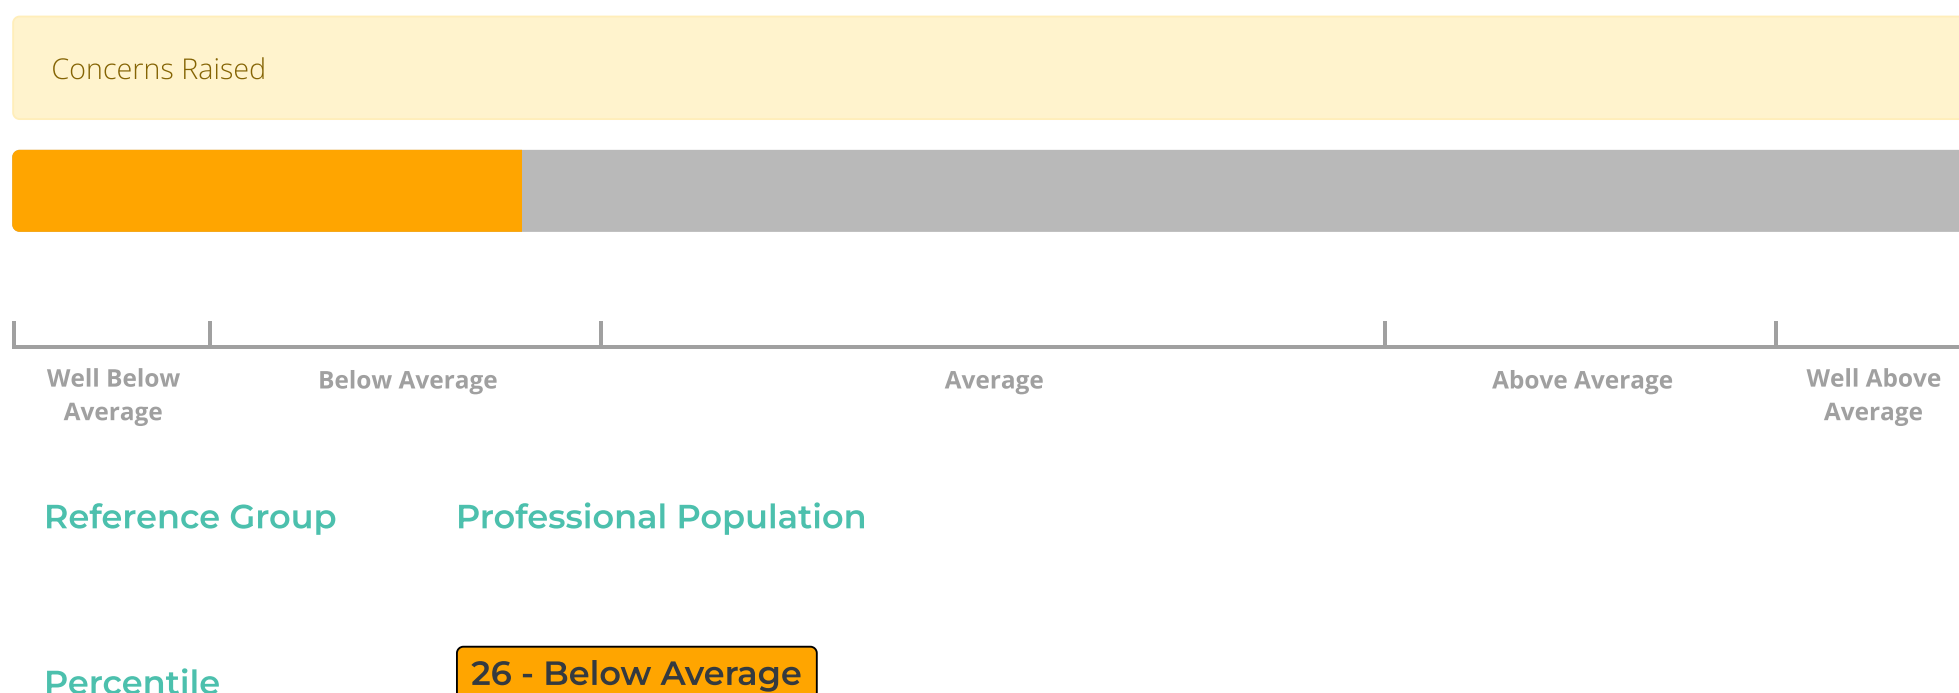 Concerns Raised
Well Below
Average
Below Average
Average
Above Average
Well Above
Average
Reference Group
Professional Population
Percentile
26 - Below Average